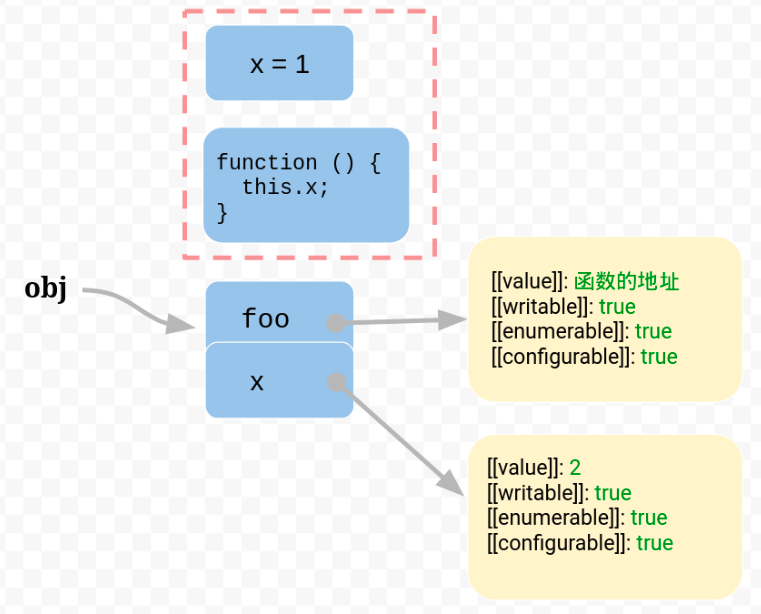 x = 1
function () {
  this.x;
}
obj
foo
x
[[value]]: 函数的地址
[[writable]]: true
[[enumerable]]: true
[[configurable]]: true
[[value]]: 2
[[writable]]: true
[[enumerable]]: true
[[configurable]]: true